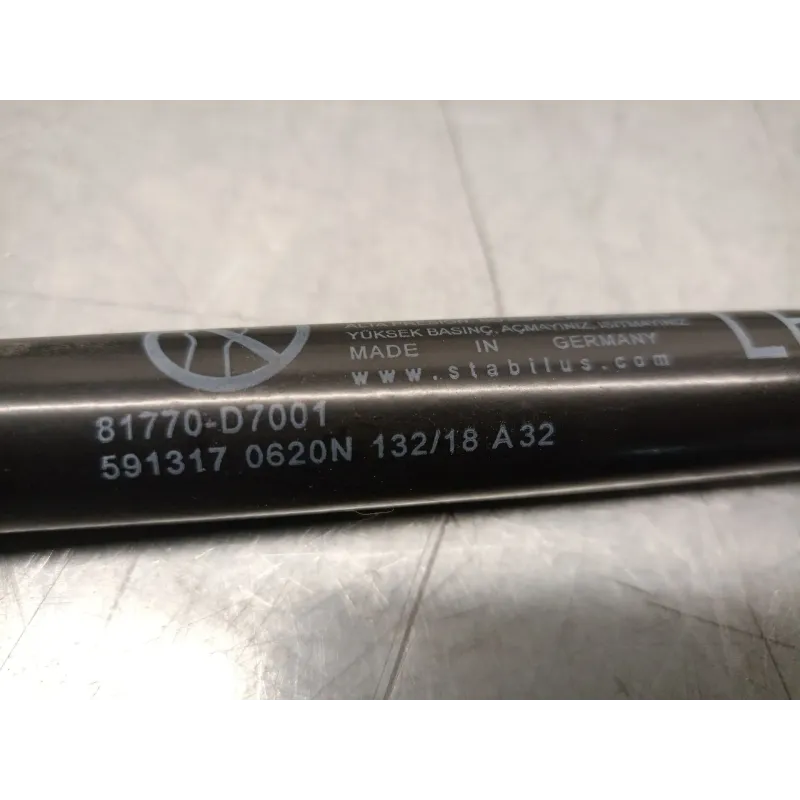 YÜKSEK BASINÇ, AÇMAYINIZ, ISITMAYINIZ
MADE IN GERMANY
www.stabilus.com
81770-D7001
591317 0620N 132/18 A32